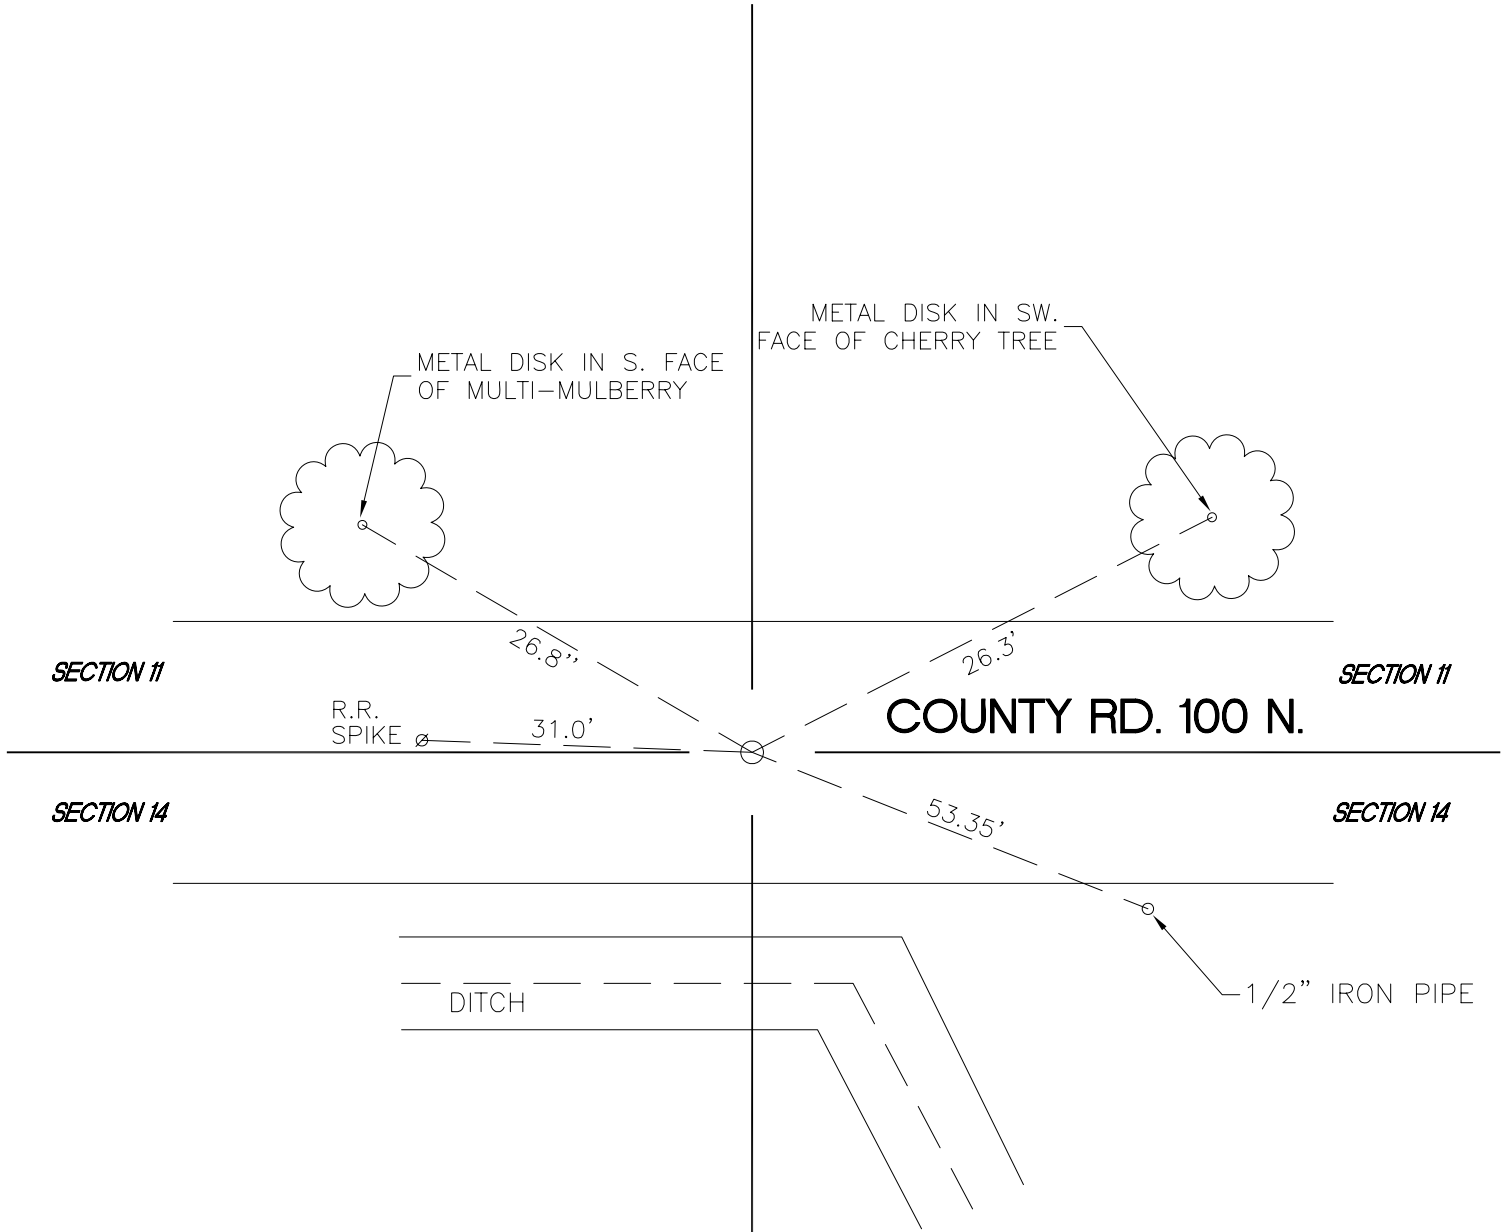 METAL DISK IN SW.
FACE OF CHERRY TREE
METAL DISK IN S. FACE
OF MULTI-MULBERRY
26.8"
26.3'
SECTION 11
SECTION 11
R.R.
SPIKE
31.0'
COUNTY RD. 100 N.
SECTION 14
53.35'
SECTION 14
DITCH
1/2" IRON PIPE